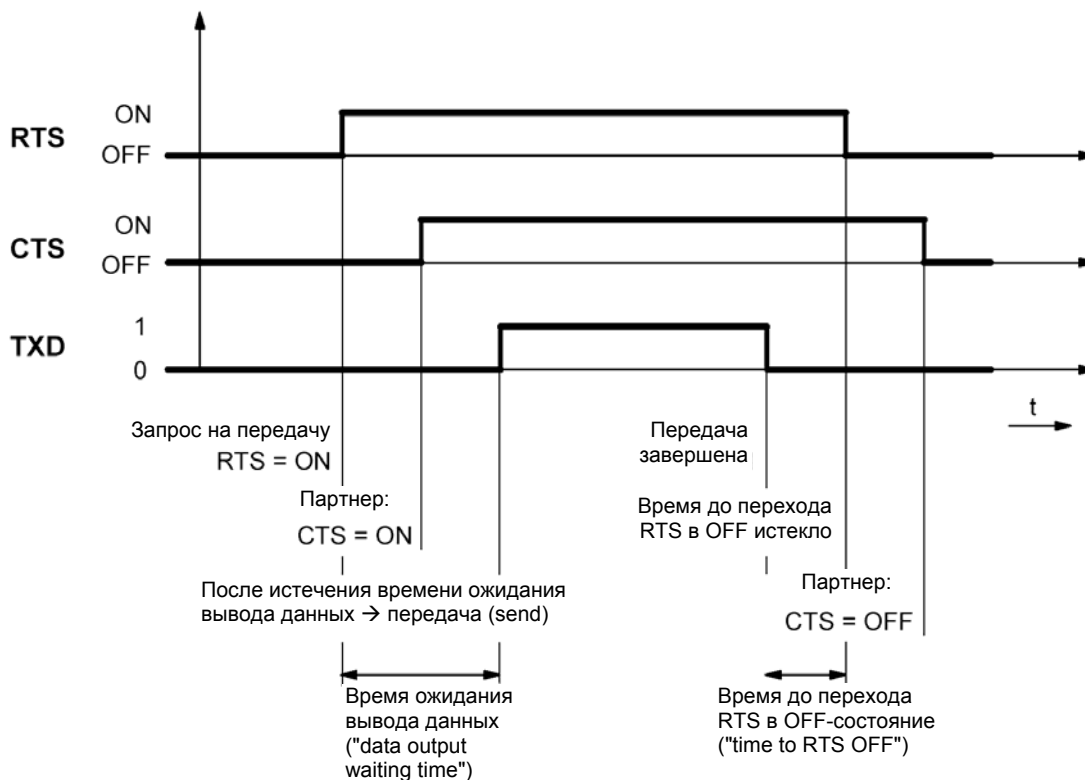 ON
RTS
OFF
ON
CTS
OFF
1
TXD
0
t
Запрос на передачу
RTS = ON
Передача
завершена
Партнер:
CTS = ON
Время до перехода
RTS в OFF истекло
После истечения времени ожидания
вывода данных → передача (send)
Партнер:
CTS = OFF
Время ожидания
вывода данных
("data output
waiting time")
Время до перехода
RTS в OFF-состояние
("time to RTS OFF")